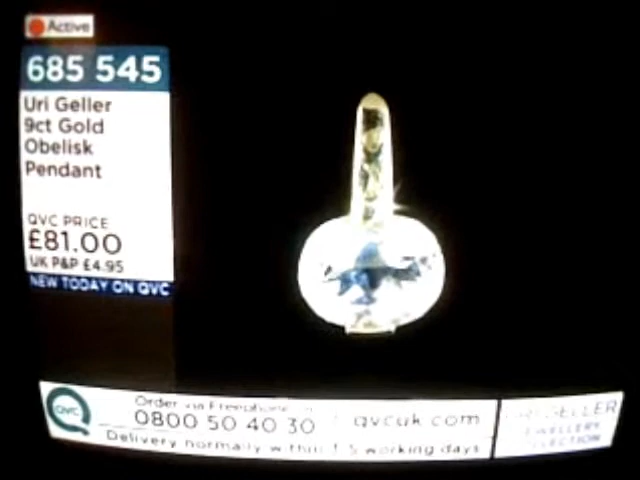 Active
685 545
Uri Geller
9ct Gold
Obelisk
Pendant
QVC PRICE
£81.00
UK P&P £4.95
NEW TODAY ON QVC
QVC
Order via Freephone
0800 50 40 30
qvcuk.com
Delivery normally within 1-5 working days
URI GELLER
JEWELLERY
COLLECTION